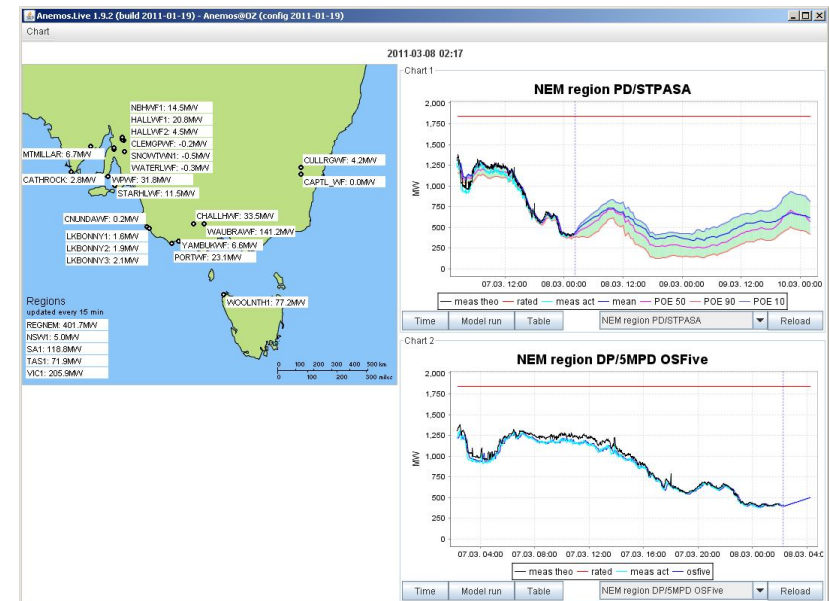 Anemos.Live 1.9.2 (build 2011-01-19) - Anemos@OZ (config 2011-01-19)
Chart
2011-03-08 02:17
NBHWF1: 14.5MW
HALLWF1: 20.8MW
HALLWF2: 4.5MW
CLEMGPWF: -0.2MW
SNOWTWN1: -0.5MW
WATERLWF: -0.3MW
MTMILLAR: 6.7MW
CATHROCK: 2.8MW
WPWF: 31.8MW
STARHLWF: 11.5MW
CULLRGWF: 4.2MW
CAPTL_WF: 0.0MW
CNUNDAWF: 0.2MW
LKBONNY1: 1.6MW
LKBONNY2: 1.9MW
LKBONNY3: 2.1MW
CHALLHWF: 33.5MW
WAUBRAWF: 141.2MW
YAMBUKWF: 6.6MW
PORTWF: 23.1MW
WOOLNTH1: 77.2MW
Regions
updated every 15 min
REGNEM: 401.7MW
NSW1: 5.0MW
SA1: 118.8MW
TAS1: 71.9MW
VIC1: 205.9MW
0 100 200 300 400 500 km
0 100 200 300 miles
Chart 1
NEM region PD/STPASA
2,000
1,750
1,500
1,250
1,000
750
500
250
0
MW
07.03. 12:00 08.03. 00:00 08.03. 12:00 09.03. 00:00 09.03. 12:00 10.03. 00:00
meas theo rated meas act mean POE 50 POE 90 POE 10
Time Model run Table NEM region PD/STPASA Reload
Chart 2
NEM region DP/5MPD OSFive
2,000
1,750
1,500
1,250
1,000
750
500
250
0
MW
07.03. 04:00 07.03. 08:00 07.03. 12:00 07.03. 16:00 07.03. 20:00 08.03. 00:00 08.03. 04:0
meas theo rated meas act osfive
Time Model run Table NEM region DP/5MPD OSFive Reload